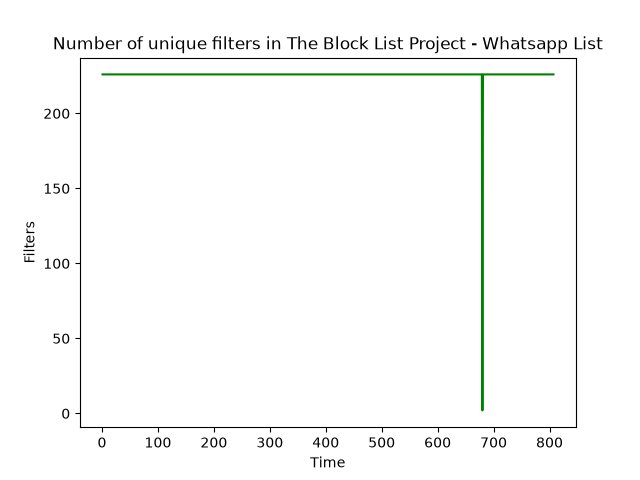 Number of unique filters in The Block List Project - Whatsapp List
200
150
100
50
0
Filters
0 100 200 300 400 500 600 700 800
Time